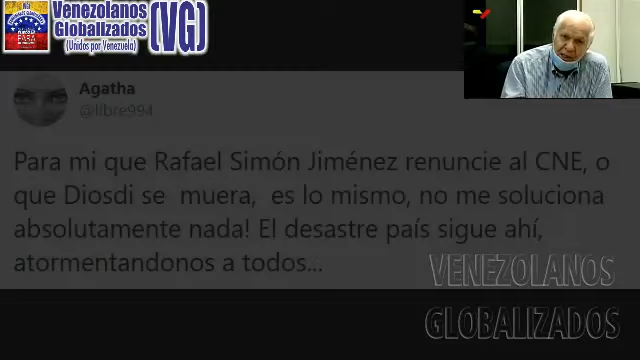 Venezolanos
Globalizados
(Unidos por Venezuela)
(VG)
Agatha
@libre994
Para mi que Rafael Simón Jiménez renuncie al CNE, o
que Diosdi se muera, es lo mismo, no me soluciona
absolutamente nada! El desastre país sigue ahí,
atormentandonos a todos...
VENEZOLANOS
GLOBALIZADOS